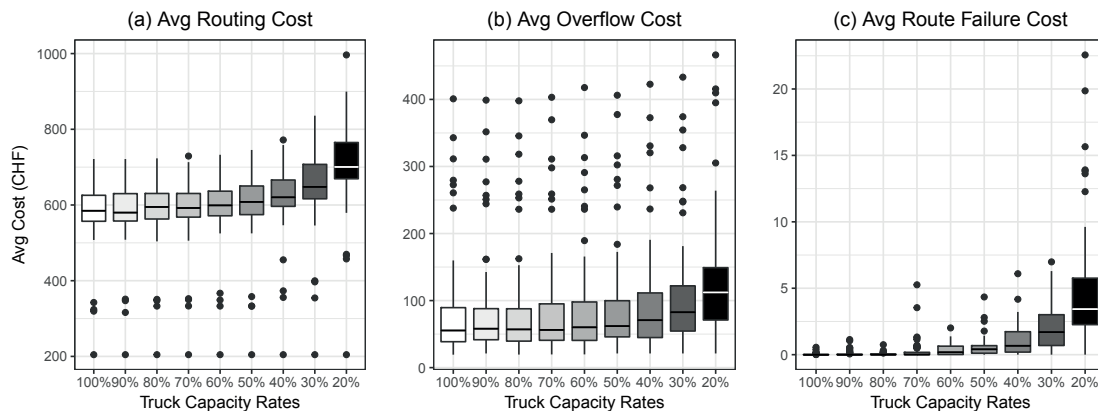 (a) Avg Routing Cost
(b) Avg Overflow Cost
(c) Avg Route Failure Cost
Avg Cost (CHF)
1000
800
600
400
200
400
300
200
100
0
20
15
10
5
0
100% 90% 80% 70% 60% 50% 40% 30% 20%
100% 90% 80% 70% 60% 50% 40% 30% 20%
100% 90% 80% 70% 60% 50% 40% 30% 20%
Truck Capacity Rates
Truck Capacity Rates
Truck Capacity Rates